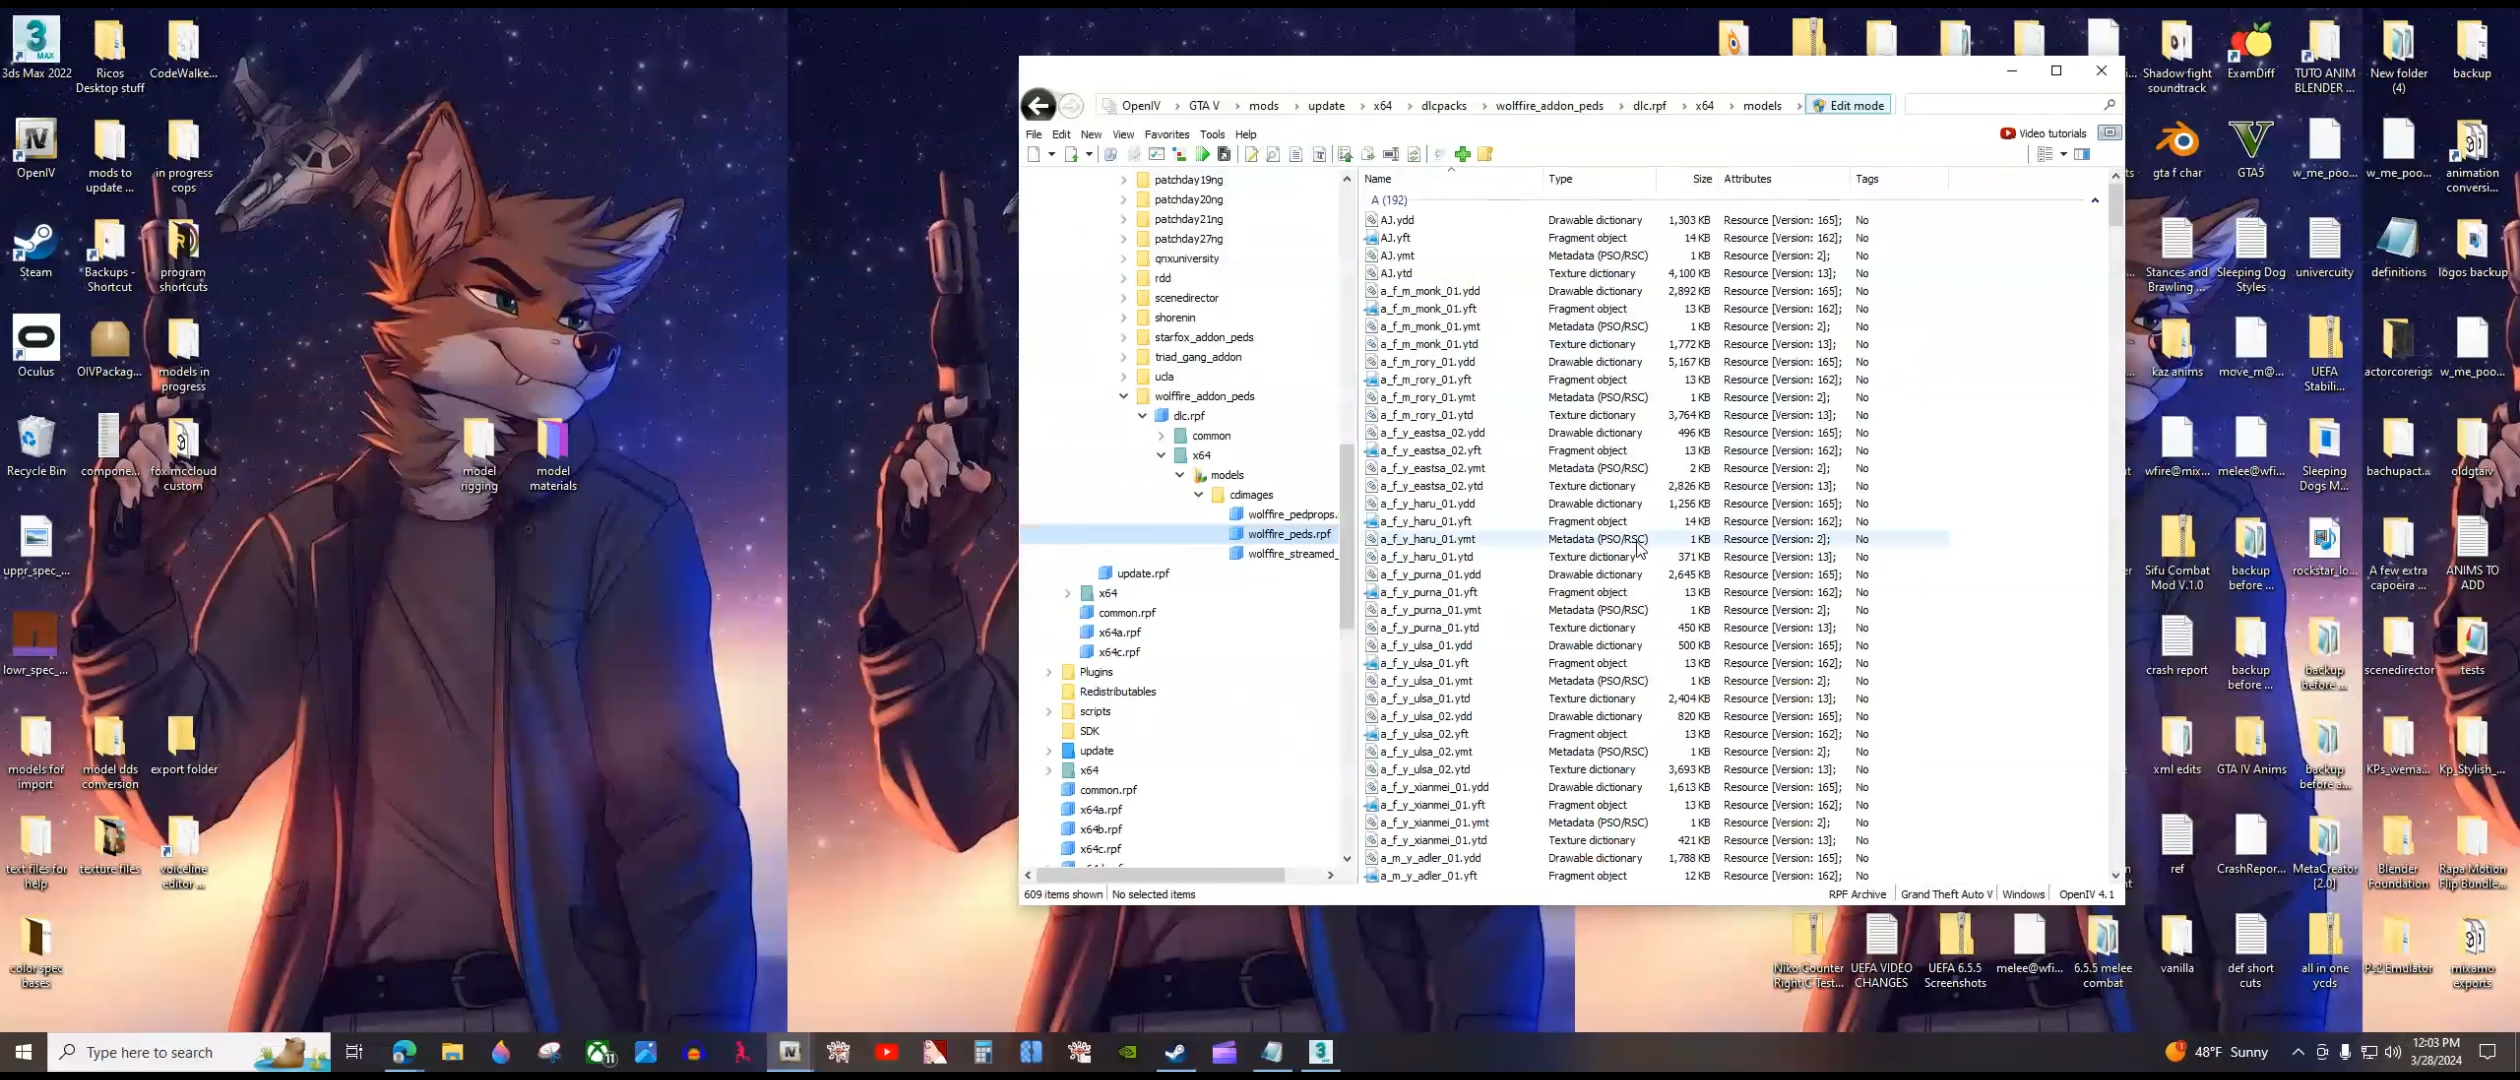 3ds Max 2022
Ricos
Desktop stuff
CodeWalke...
OpenIV
mods to
update ...
in progress
cops
Steam
Backups -
Shortcut
program
shortcuts
Oculus
OIVPackag...
models in
progress
Recycle Bin
compone...
fox mccloud
custom
model
rigging
model
materials
uppr_spec_...
lowr_spec_...
models for
import
model dds
conversion
export folder
text files for
help
texture files
voiceline
editor ...
color spec
bases
OpenIV
GTA V
mods
update
x64
dlcpacks
wolffire_addon_peds
dlc.rpf
x64
models
Edit mode
File Edit New View Favorites Tools Help
Video tutorials
patchday19ng
patchday20ng
patchday21ng
patchday27ng
qnxuniversity
rdd
scenedirector
shorenin
starfox_addon_peds
triad_gang_addon
ucla
wolffire_addon_peds
dlc.rpf
common
x64
models
cdimages
wolffire_pedprops.
wolffire_peds.rpf
wolffire_streamed_
update.rpf
x64
common.rpf
x64a.rpf
x64c.rpf
Plugins
Redistributables
scripts
SDK
update
x64
common.rpf
x64a.rpf
x64b.rpf
x64c.rpf
Name Type Size Attributes Tags
A (192)
AJ.ydd Drawable dictionary 1,303 KB Resource [Version: 165]; No
AJ.yft Fragment object 14 KB Resource [Version: 162]; No
AJ.ymt Metadata (PSO/RSC) 1 KB Resource [Version: 2]; No
AJ.ytd Texture dictionary 4,100 KB Resource [Version: 13]; No
a_f_m_monk_01.ydd Drawable dictionary 2,892 KB Resource [Version: 165]; No
a_f_m_monk_01.yft Fragment object 13 KB Resource [Version: 162]; No
a_f_m_monk_01.ymt Metadata (PSO/RSC) 1 KB Resource [Version: 2]; No
a_f_m_monk_01.ytd Texture dictionary 1,772 KB Resource [Version: 13]; No
a_f_m_rory_01.ydd Drawable dictionary 5,167 KB Resource [Version: 165]; No
a_f_m_rory_01.yft Fragment object 13 KB Resource [Version: 162]; No
a_f_m_rory_01.ymt Metadata (PSO/RSC) 1 KB Resource [Version: 2]; No
a_f_m_rory_01.ytd Texture dictionary 3,764 KB Resource [Version: 13]; No
a_f_y_eastsa_02.ydd Drawable dictionary 496 KB Resource [Version: 165]; No
a_f_y_eastsa_02.yft Fragment object 13 KB Resource [Version: 162]; No
a_f_y_eastsa_02.ymt Metadata (PSO/RSC) 2 KB Resource [Version: 2]; No
a_f_y_eastsa_02.ytd Texture dictionary 2,826 KB Resource [Version: 13]; No
a_f_y_haru_01.ydd Drawable dictionary 1,256 KB Resource [Version: 165]; No
a_f_y_haru_01.yft Fragment object 14 KB Resource [Version: 162]; No
a_f_y_haru_01.ymt Metadata (PSO/RSC) 1 KB Resource [Version: 2]; No
a_f_y_haru_01.ytd Texture dictionary 371 KB Resource [Version: 13]; No
a_f_y_purna_01.ydd Drawable dictionary 2,645 KB Resource [Version: 165]; No
a_f_y_purna_01.yft Fragment object 13 KB Resource [Version: 162]; No
a_f_y_purna_01.ymt Metadata (PSO/RSC) 1 KB Resource [Version: 2]; No
a_f_y_purna_01.ytd Texture dictionary 450 KB Resource [Version: 13]; No
a_f_y_ulsa_01.ydd Drawable dictionary 500 KB Resource [Version: 165]; No
a_f_y_ulsa_01.yft Fragment object 13 KB Resource [Version: 162]; No
a_f_y_ulsa_01.ymt Metadata (PSO/RSC) 1 KB Resource [Version: 2]; No
a_f_y_ulsa_01.ytd Texture dictionary 2,404 KB Resource [Version: 13]; No
a_f_y_ulsa_02.ydd Drawable dictionary 820 KB Resource [Version: 165]; No
a_f_y_ulsa_02.yft Fragment object 13 KB Resource [Version: 162]; No
a_f_y_ulsa_02.ymt Metadata (PSO/RSC) 1 KB Resource [Version: 2]; No
a_f_y_ulsa_02.ytd Texture dictionary 3,693 KB Resource [Version: 13]; No
a_f_y_xianmei_01.ydd Drawable dictionary 1,613 KB Resource [Version: 165]; No
a_f_y_xianmei_01.yft Fragment object 13 KB Resource [Version: 162]; No
a_f_y_xianmei_01.ymt Metadata (PSO/RSC) 1 KB Resource [Version: 2]; No
a_f_y_xianmei_01.ytd Texture dictionary 421 KB Resource [Version: 13]; No
a_m_y_adler_01.ydd Drawable dictionary 1,788 KB Resource [Version: 165]; No
a_m_y_adler_01.yft Fragment object 12 KB Resource [Version: 162]; No
609 items shown No selected items
RPF Archive Grand Theft Auto V Windows OpenIV 4.1
Shadow fight
soundtrack
ExamDiff
TUTO ANIM
BLENDER ...
New folder
(4)
backup
gta f char
GTA5
w_me_poo...
w_me_poo...
animation
conversi...
Stances and
Brawling ...
Sleeping Dog
Styles
univercuity
definitions
logos backup
kaz anims
move_m@...
UEFA
Stabili...
actorcorerigs
w_me_poo...
wfire@mix...
melee@wfi...
Sleeping
Dogs M...
bachupact...
oldgtaiv
Sifu Combat
Mod V.1.0
backup
before ...
rockstar_lo...
A few extra
capoeira ...
ANIMS TO
ADD
crash report
backup
before ...
backup
before ...
scenedirector
tests
xml edits
GTA IV Anims
backup
before a...
KPs_wema...
Kp_Stylish_...
ref
CrashRepor...
MetaCreator
[2.0]
Blender
Foundation
Rapa Motion
Flip Bundle...
Niko Counter
Right C Test...
UEFA VIDEO
CHANGES
UEFA 6.5.5
Screenshots
melee@wfi...
6.5.5 melee
combat
vanilla
def short
cuts
all in one
ycds
Ps2 Emulator
mixamo
exports
Type here to search
11
48°F Sunny
12:03 PM
3/28/2024